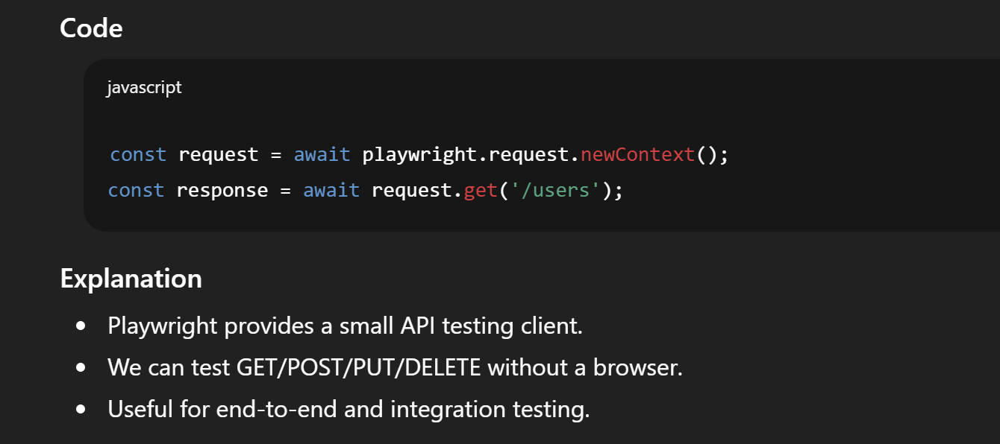 Code
javascript
const request = await playwright.request.newContext();
const response = await request.get('/users');
Explanation
• Playwright provides a small API testing client.
• We can test GET/POST/PUT/DELETE without a browser.
• Useful for end-to-end and integration testing.